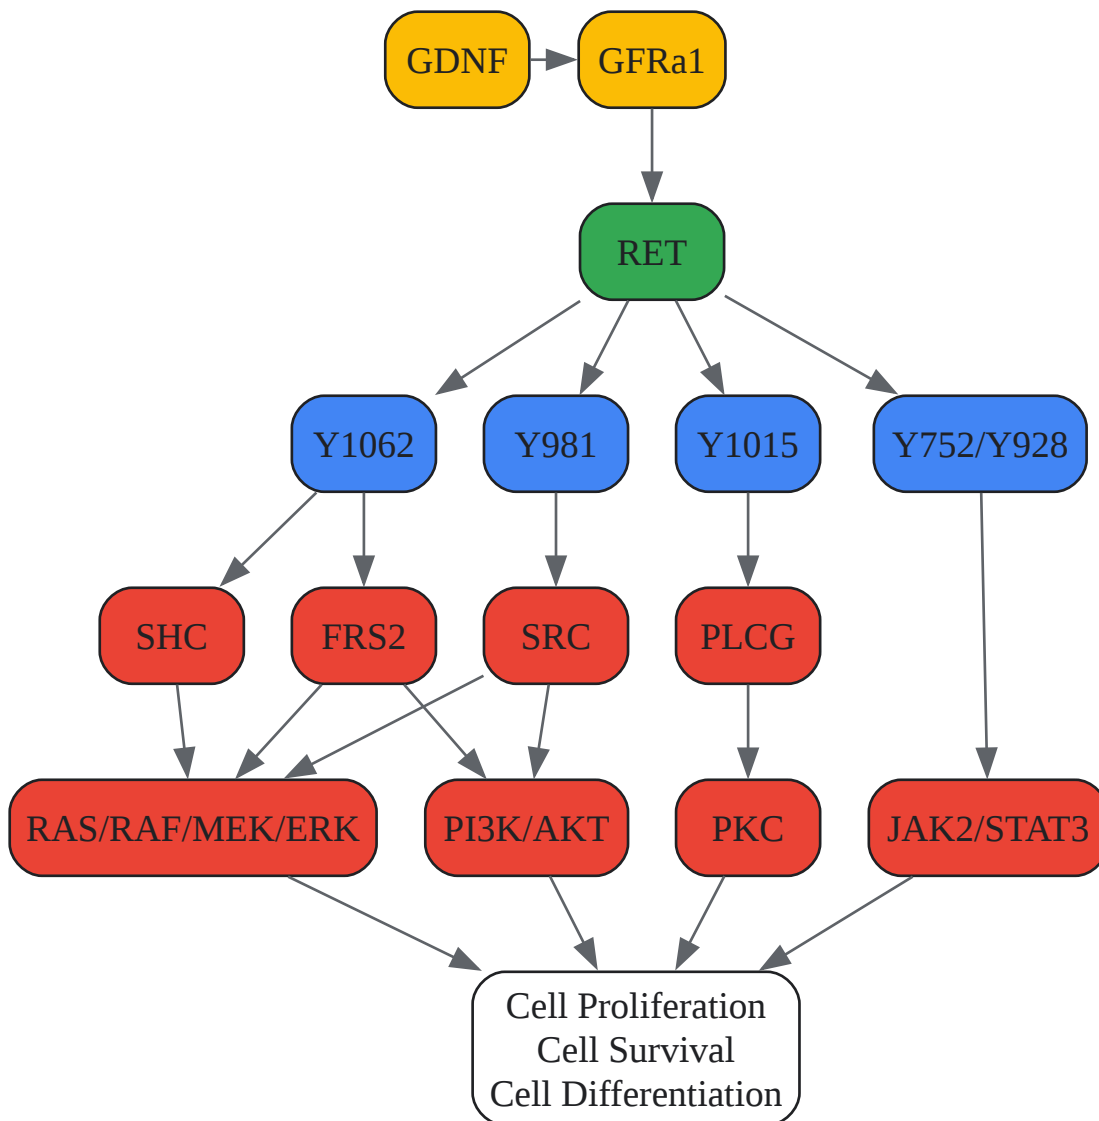 GDNF
GFRa1
RET
Y1062
Y981
Y1015
Y752/Y928
SHC
FRS2
SRC
PLCG
RAS/RAF/MEK/ERK
PI3K/AKT
PKC
JAK2/STAT3
Cell Proliferation
Cell Survival
Cell Differentiation